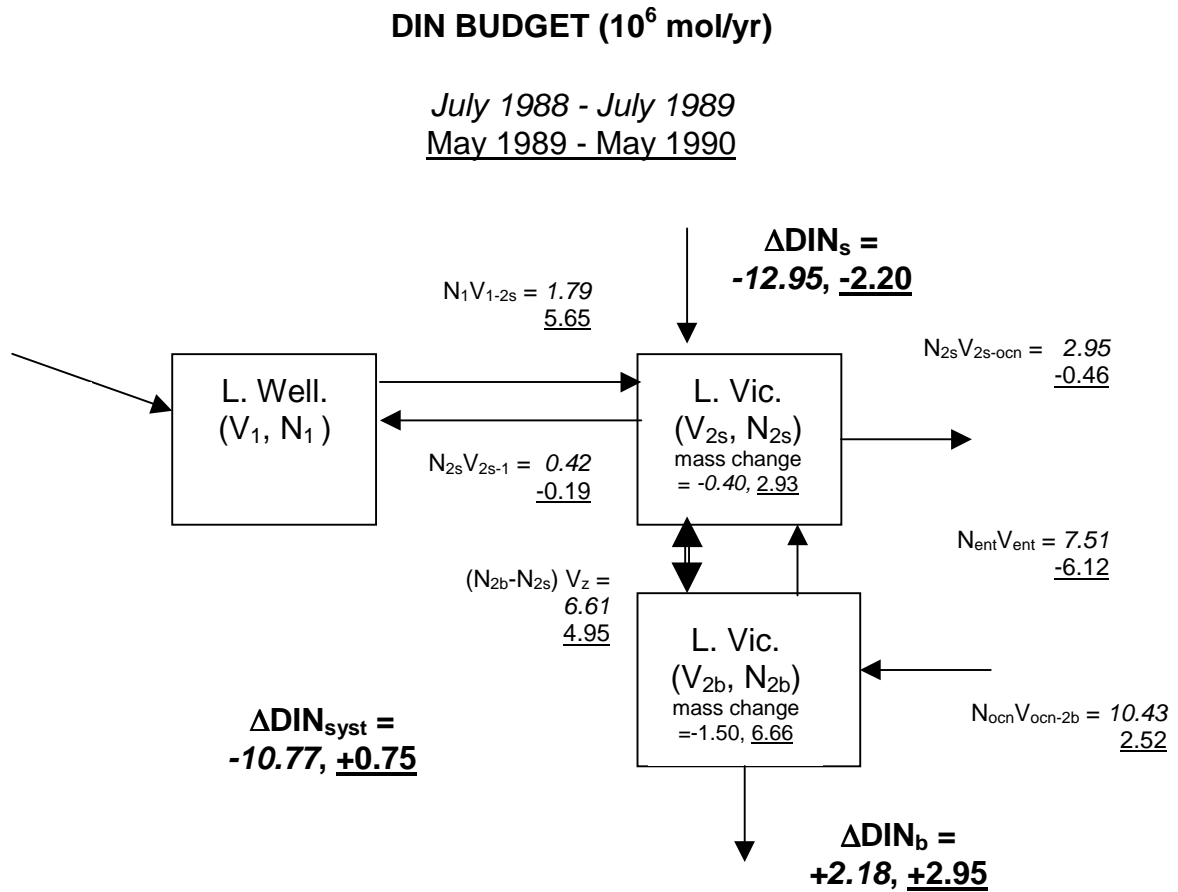 DIN BUDGET (10⁶ mol/yr)
July 1988 - July 1989
May 1989 - May 1990
ΔDINₛ =
-12.95, -2.20
N₁V₁₋₂ₛ = 1.79
5.65
N₂ₛV₂ₛ₋ₒcₙ = 2.95
-0.46
L. Well.
(V₁, N₁ )
L. Vic.
(V₂ₛ, N₂ₛ)
mass change
= -0.40, 2.93
N₂ₛV₂ₛ₋₁ = 0.42
-0.19
NₑₙₜVₑₙₜ = 7.51
-6.12
(N₂b-N₂ₛ) V_z =
6.61
4.95
L. Vic.
(V₂b, N₂b)
mass change
=-1.50, 6.66
NₒcₙVₒcₙ₋₂b = 10.43
2.52
ΔDINₛyₛₜ =
-10.77, +0.75
ΔDIN_b =
+2.18, +2.95